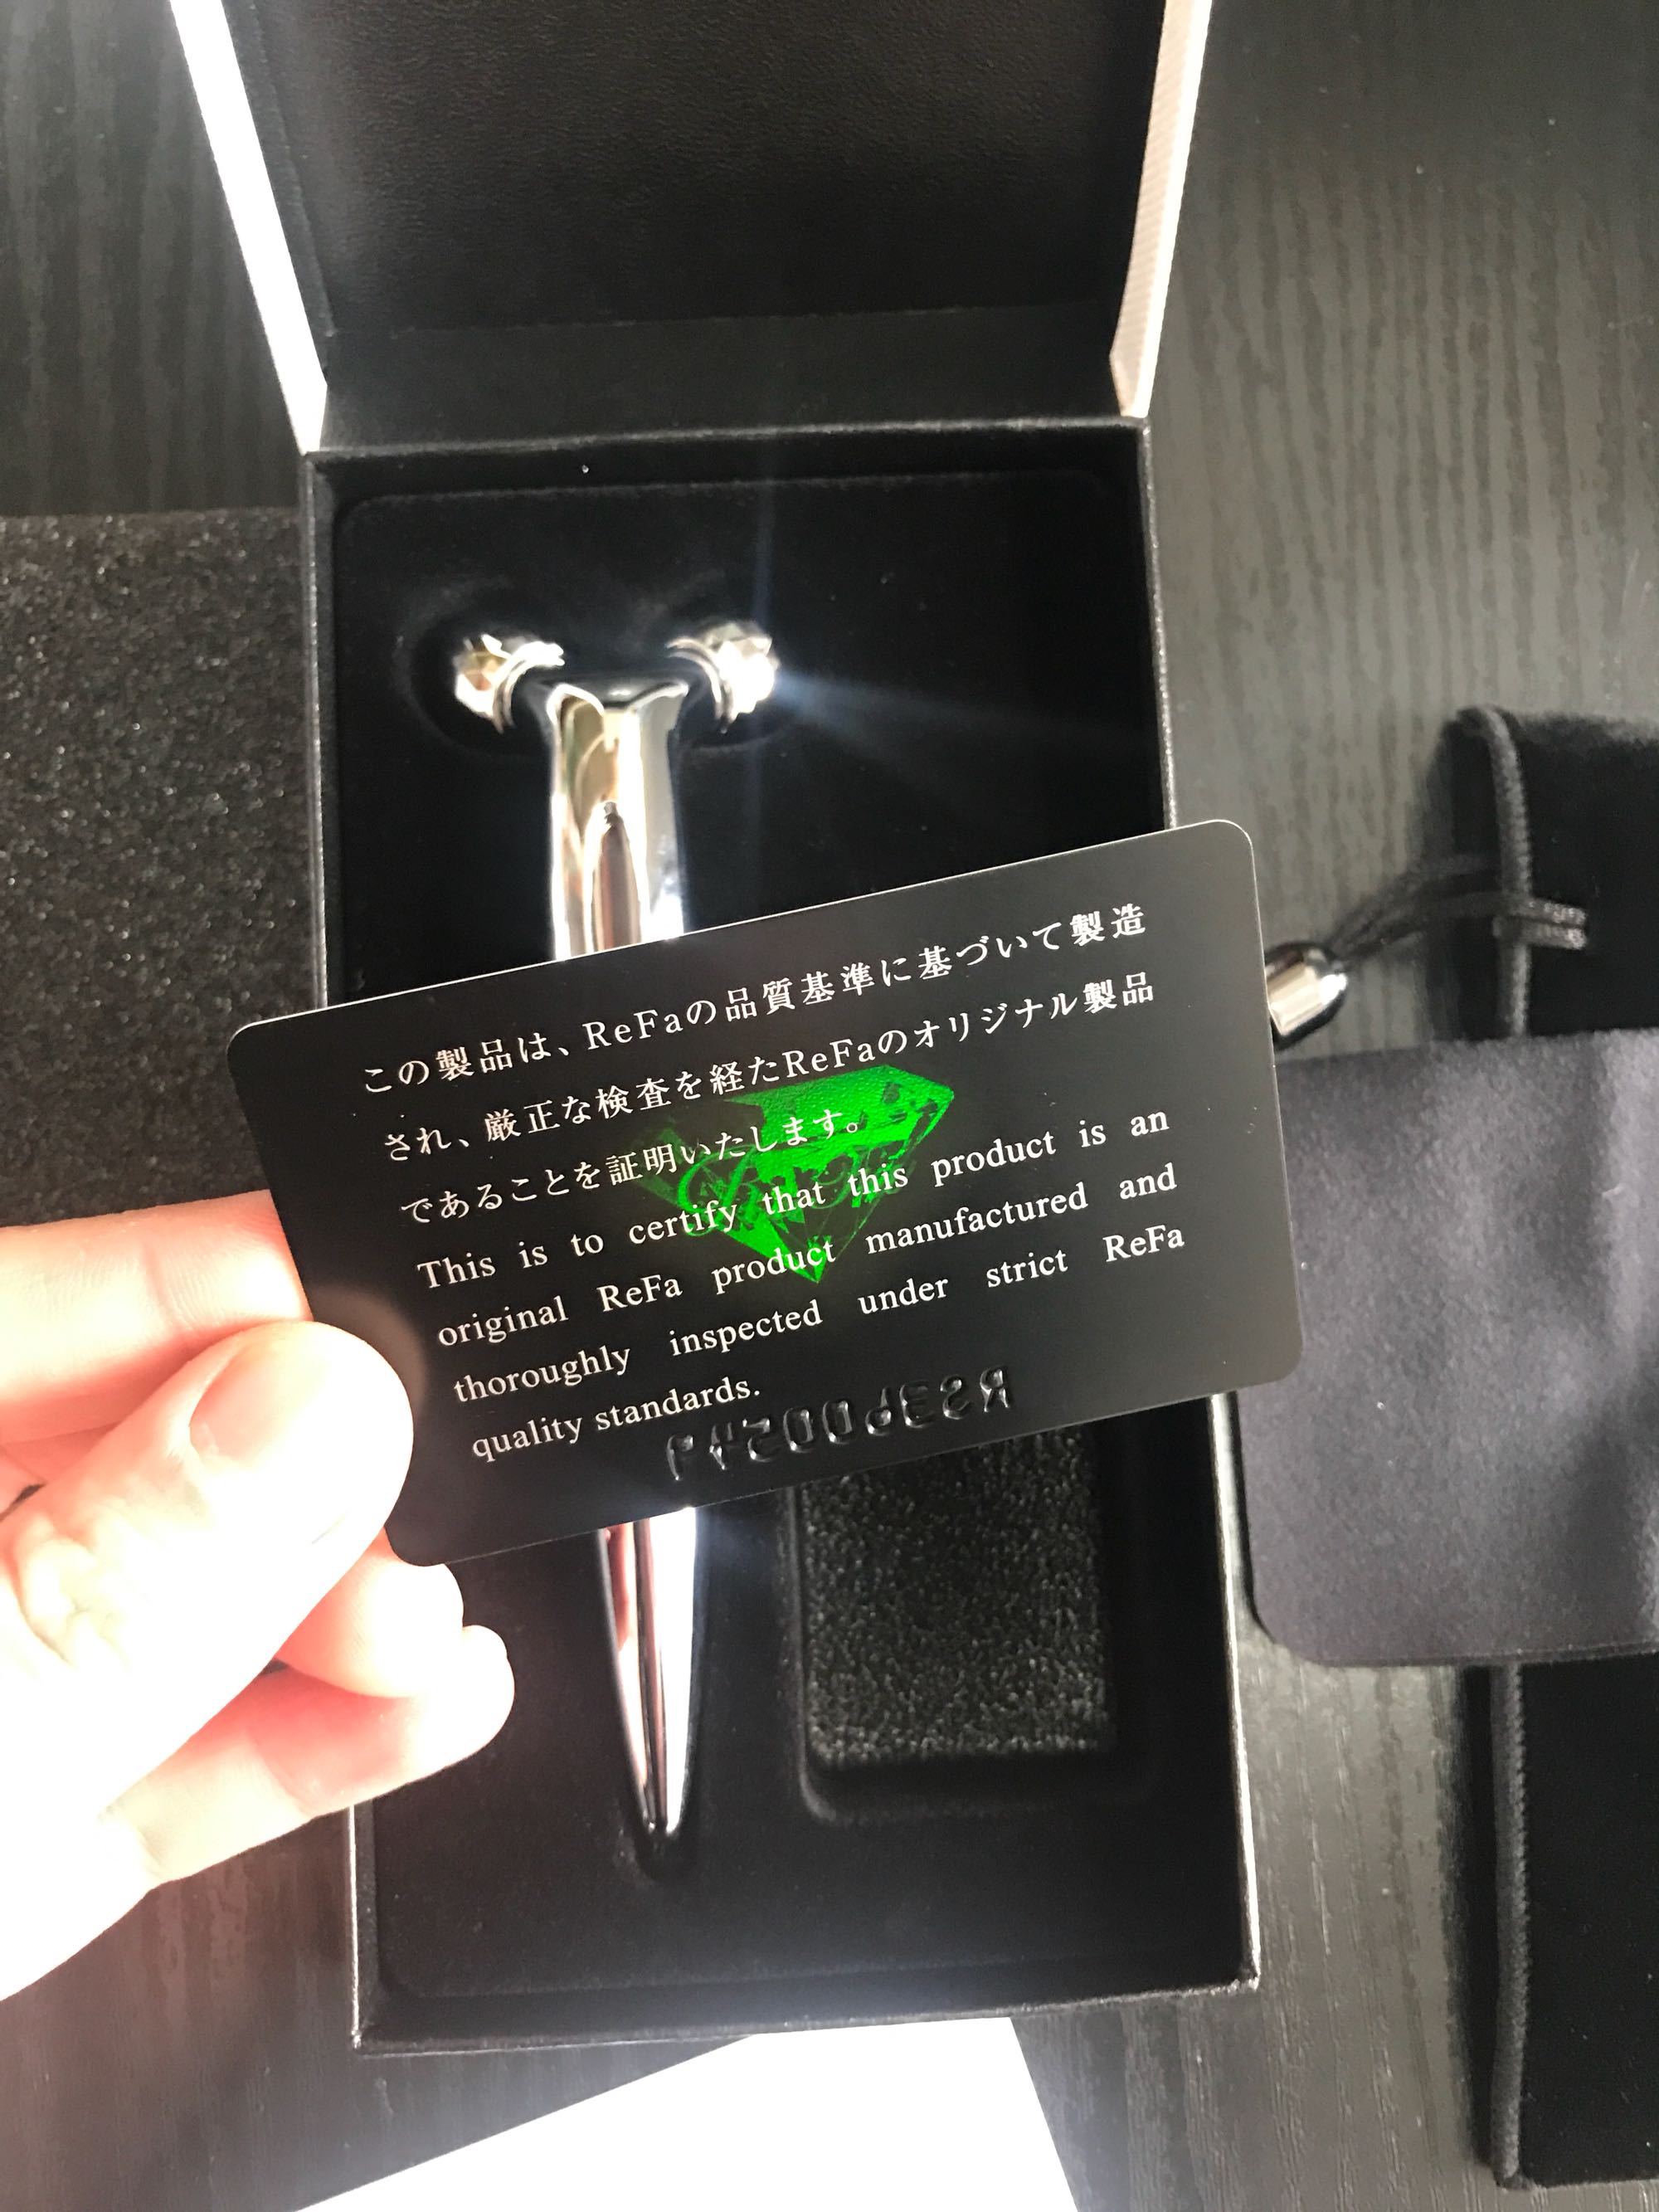 この製品は、ReFaの品質基準に基づいて製造
され、厳正な検査を経たReFaのオリジナル製品
であることを証明いたします。
This is to certify that this product is an
original ReFa product manufactured and
thoroughly inspected under strict ReFa
quality standards.